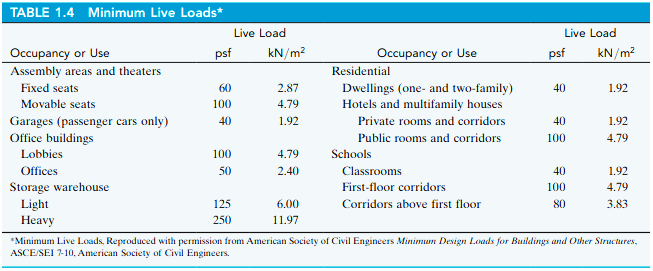 TABLE 1.4 Minimum Live Loads*
Live Load Live Load
Occupancy or Use psf kN/m² Occupancy or Use psf kN/m²
Assembly areas and theaters Residential
Fixed seats 60 2.87 Dwellings (one- and two-family) 40 1.92
Movable seats 100 4.79 Hotels and multifamily houses
Garages (passenger cars only) 40 1.92 Private rooms and corridors 40 1.92
Office buildings Public rooms and corridors 100 4.79
Lobbies 100 4.79 Schools
Offices 50 2.40 Classrooms 40 1.92
Storage warehouse First-floor corridors 100 4.79
Light 125 6.00 Corridors above first floor 80 3.83
Heavy 250 11.97
*Minimum Live Loads, Reproduced with permission from American Society of Civil Engineers Minimum Design Loads for Buildings and Other Structures,
ASCE/SEI 7-10, American Society of Civil Engineers.